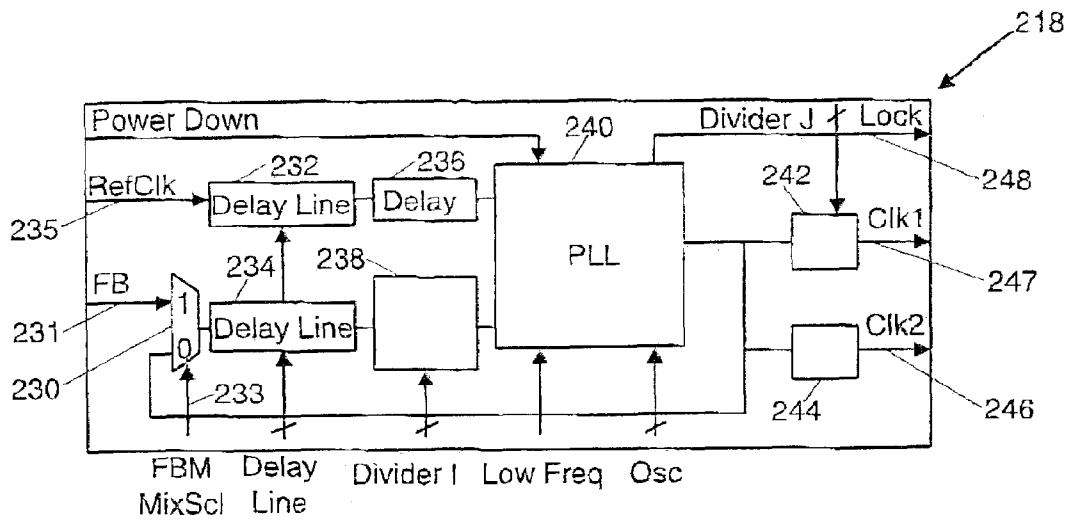 218
Power Down
240
Divider J
Lock
232
236
242
248
RefClk
Delay Line
Delay
Clk1
235
234
238
PLL
247
FB
1
Delay Line
231
0
Clk2
230
233
244
246
FBM
MixScl
Delay
Line
Divider I
Low Freq
Osc